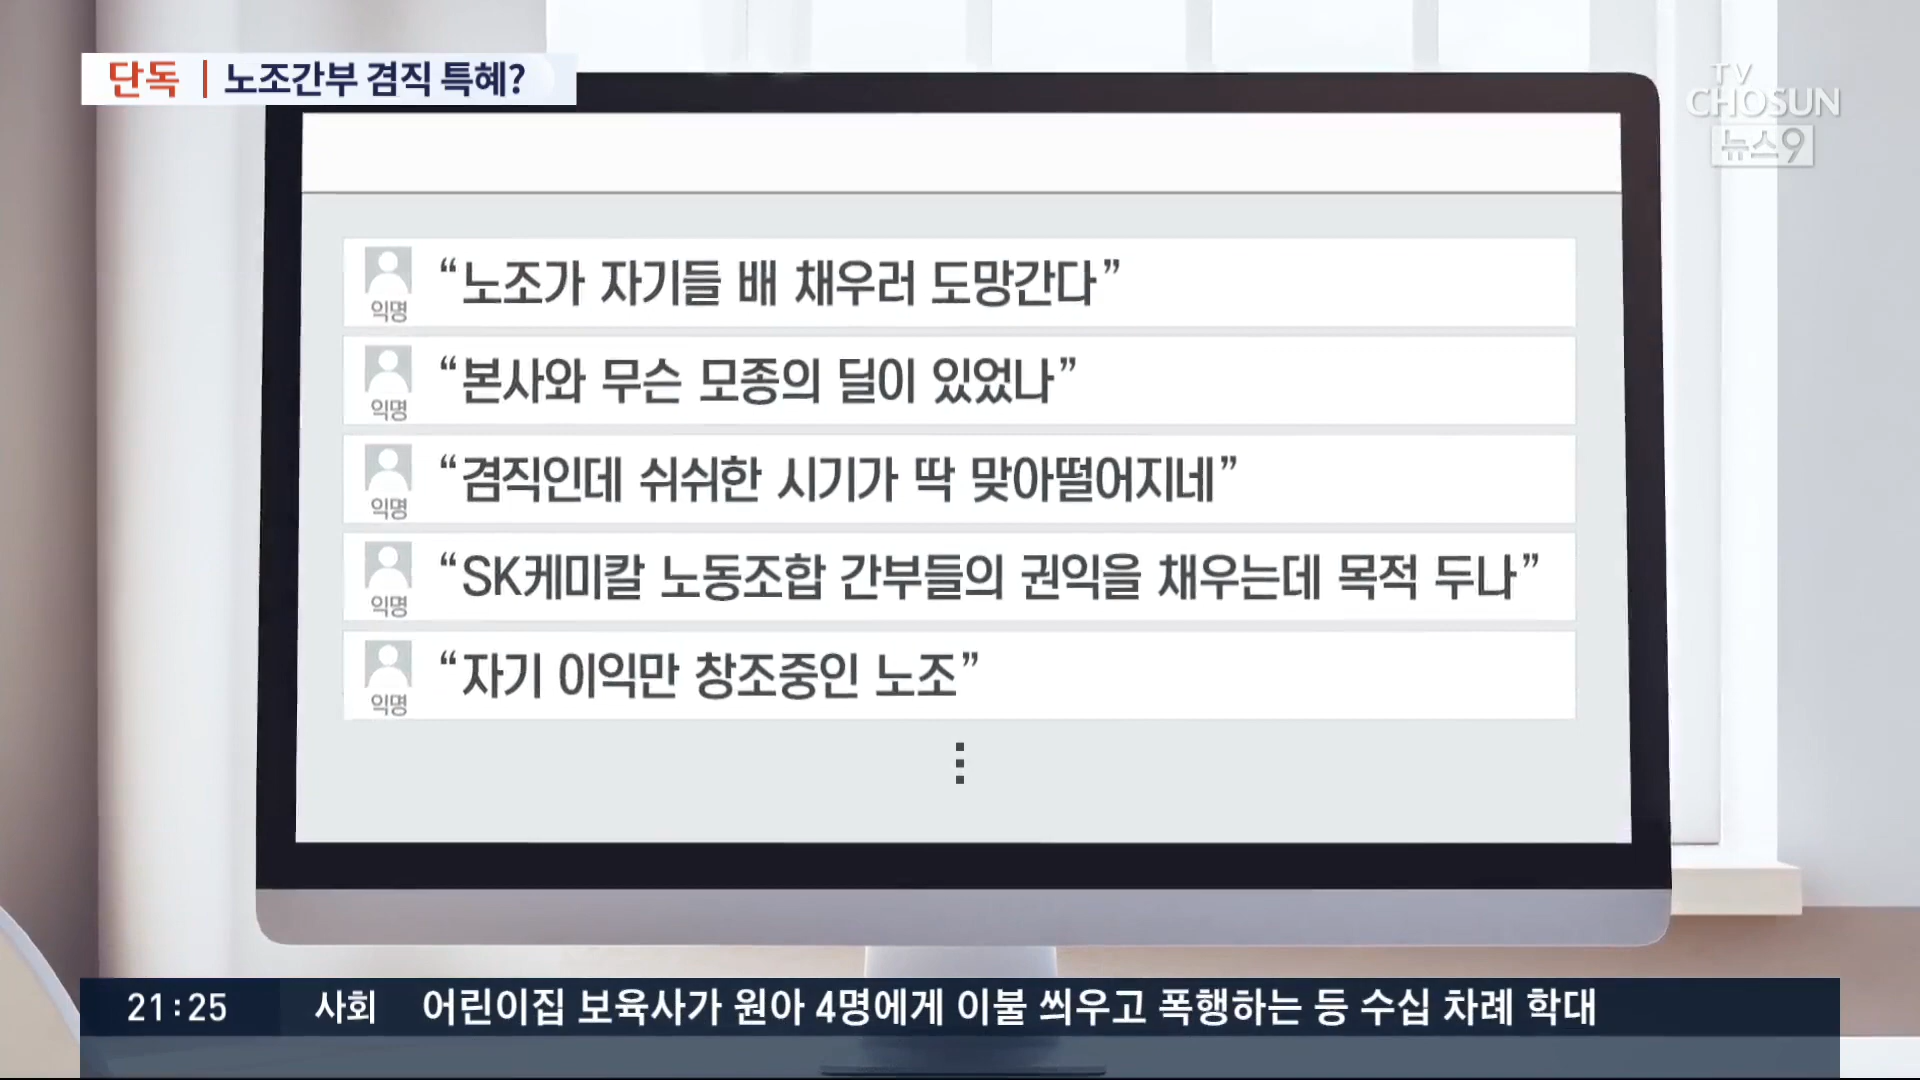 단독 | 노조간부 겸직 특혜?
TV
CHOSUN
뉴스9
익명
“노조가 자기들 배 채우러 도망간다”
익명
“본사와 무슨 모종의 딜이 있었나”
익명
“겸직인데 쉬쉬한 시기가 딱 맞아떨어지네”
익명
“SK케미칼 노동조합 간부들의 권익을 채우는데 목적 두나”
익명
“자기 이익만 창조중인 노조”
⋮
21:25 사회 어린이집 보육사가 원아 4명에게 이불 씌우고 폭행하는 등 수십 차례 학대